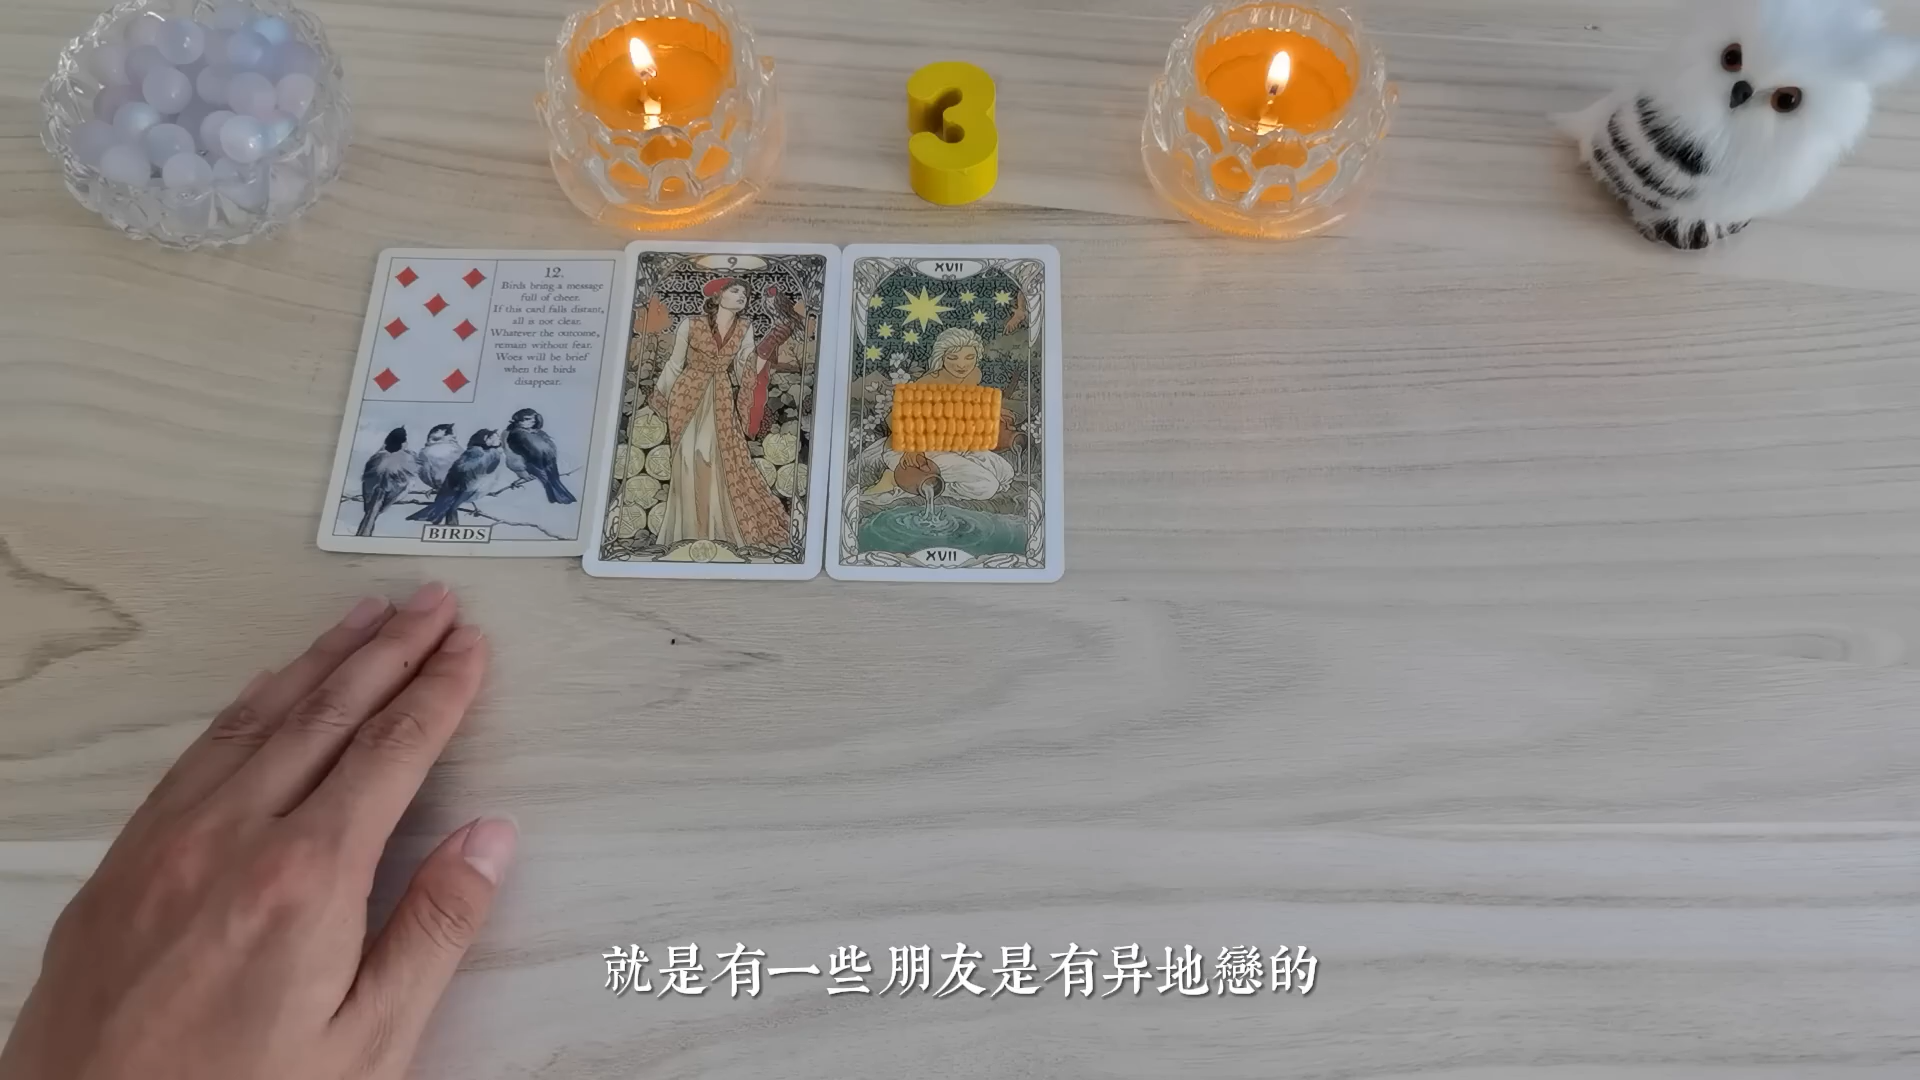 3
12.
Birds bring a message
full of cheer.
If this card falls distant,
all is not clear.
Whatever the outcome,
remain without fear.
Woes will be brief
when the birds
disappear.
BIRDS
9
XVII
XVII
就是有一些朋友是有异地戀的